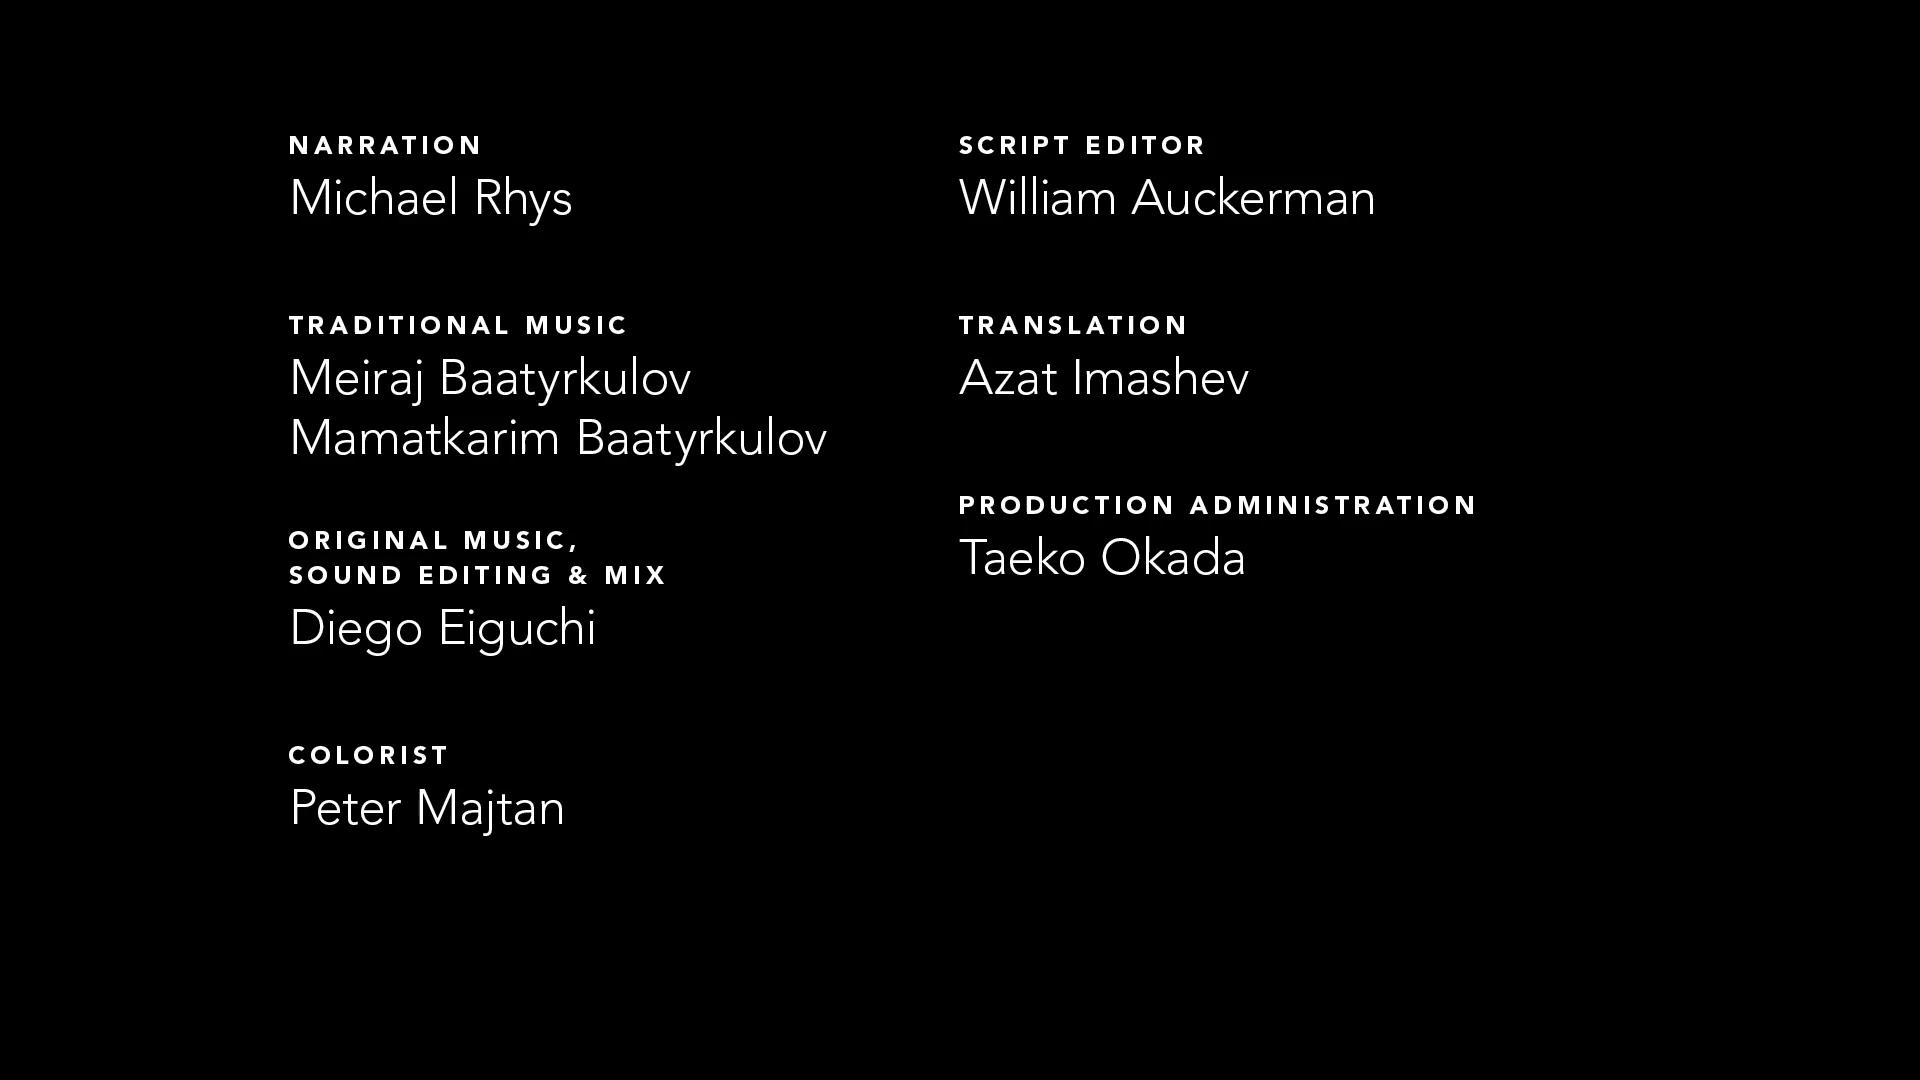 NARRATION
Michael Rhys
TRADITIONAL MUSIC
Meiraj Baatyrkulov
Mamatkarim Baatyrkulov
ORIGINAL MUSIC,
SOUND EDITING & MIX
Diego Eiguchi
COLORIST
Peter Majtan
SCRIPT EDITOR
William Auckerman
TRANSLATION
Azat Imashev
PRODUCTION ADMINISTRATION
Taeko Okada